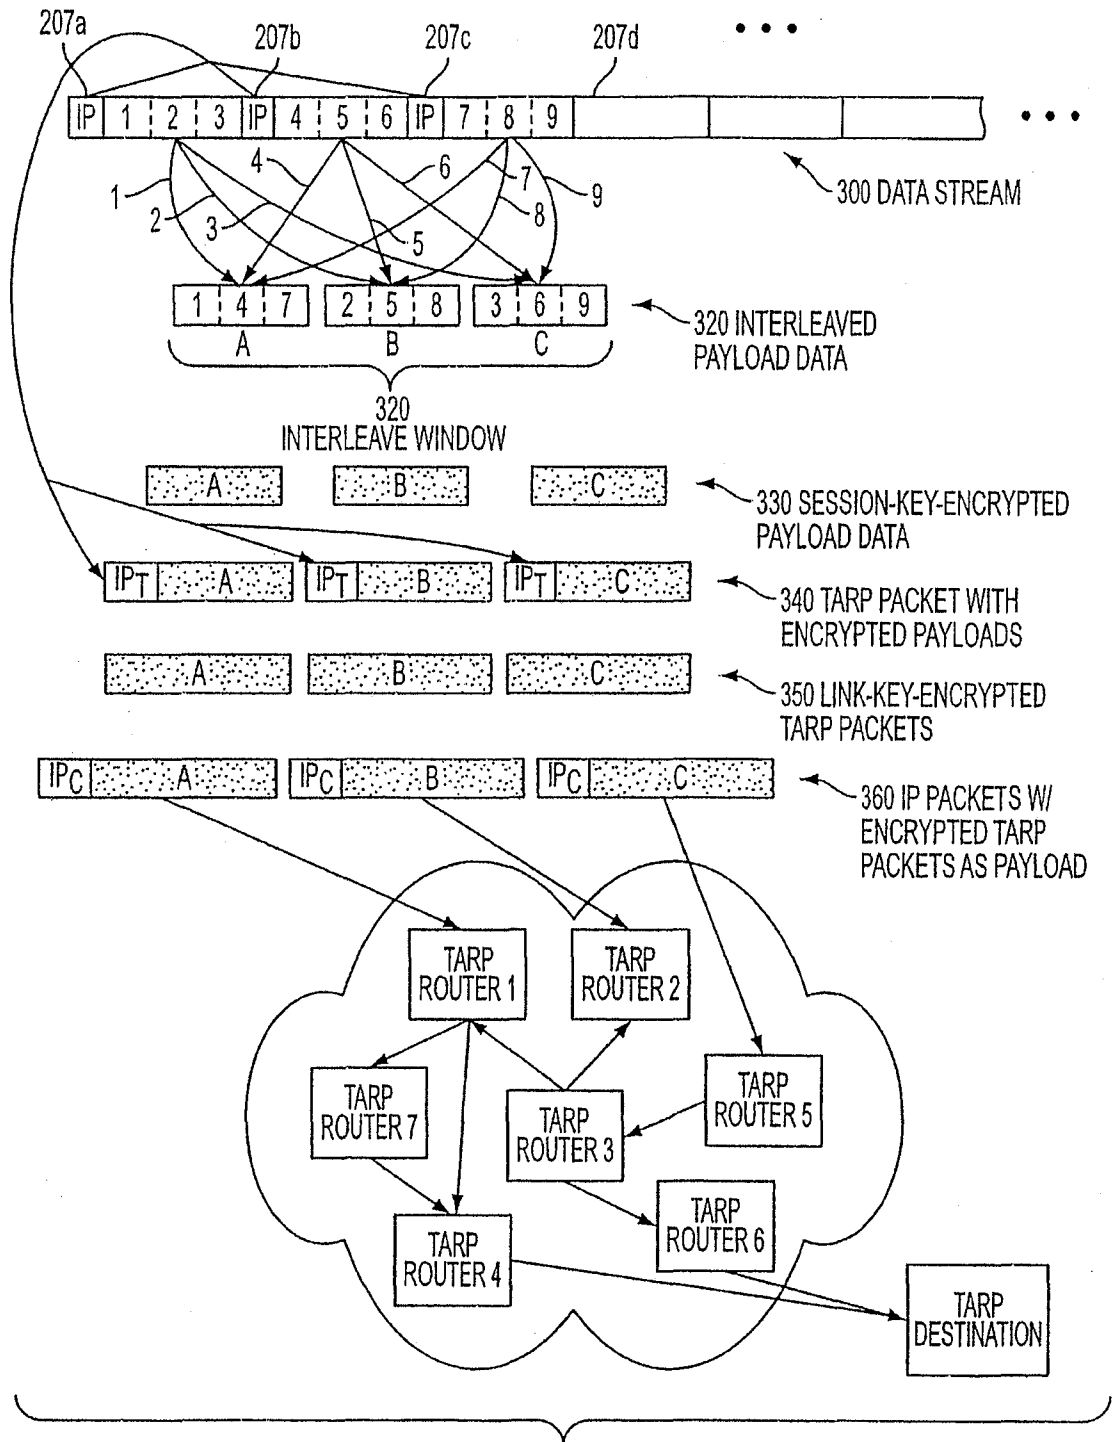 207a 207b 207c 207d
IP 1 2 3 IP 4 5 6 IP 7 8 9
1 2 3 4 5 6 7 8 9
300 DATA STREAM
1 4 7 2 5 8 3 6 9
A B C
320 INTERLEAVED
PAYLOAD DATA
320
INTERLEAVE WINDOW
A B C
330 SESSION-KEY-ENCRYPTED
PAYLOAD DATA
IPT A IPT B IPT C
340 TARP PACKET WITH
ENCRYPTED PAYLOADS
A B C
350 LINK-KEY-ENCRYPTED
TARP PACKETS
IPC A IPC B IPC C
360 IP PACKETS W/
ENCRYPTED TARP
PACKETS AS PAYLOAD
TARP
ROUTER 1
TARP
ROUTER 2
TARP
ROUTER 7
TARP
ROUTER 3
TARP
ROUTER 5
TARP
ROUTER 4
TARP
ROUTER 6
TARP
DESTINATION